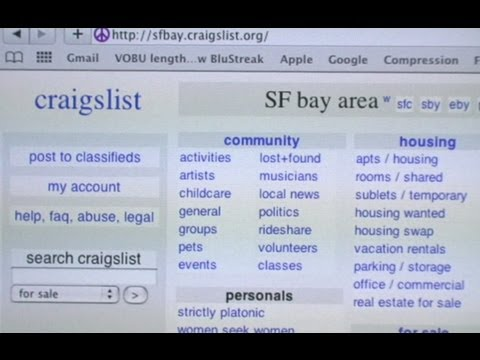 http://sfbay.craigslist.org/
Gmail VOBU length...w BluStreak Apple Google Compression
craigslist
post to classifieds
my account
help, faq, abuse, legal
search craigslist
for sale
>
SF bay area w sfc sby eby
community
activities lost+found
artists musicians
childcare local news
general politics
groups rideshare
pets volunteers
events classes
personals
strictly platonic
women seek women
housing
apts / housing
rooms / shared
sublets / temporary
housing wanted
housing swap
vacation rentals
parking / storage
office / commercial
real estate for sale
for sale